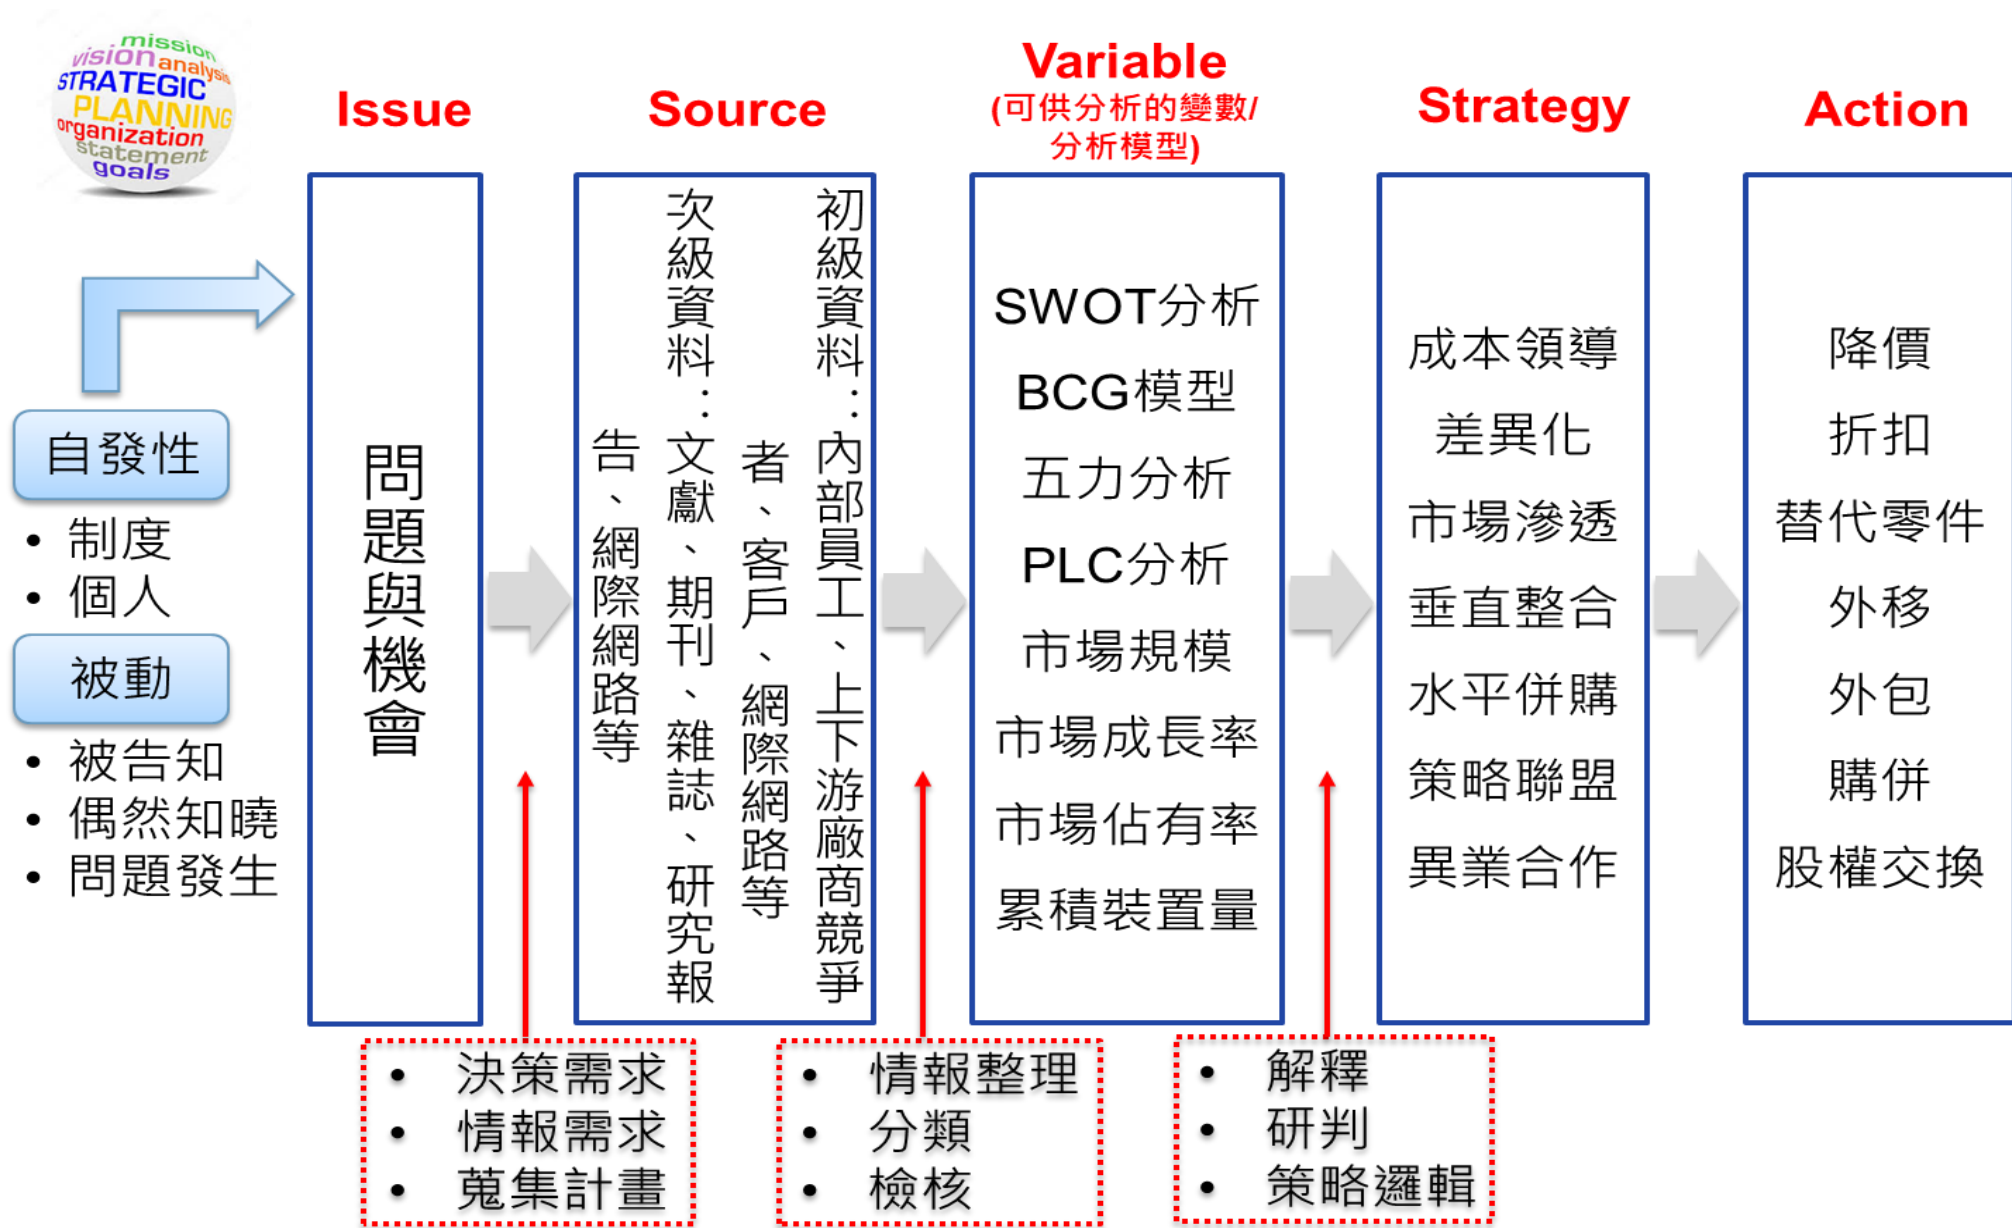 mission
vision analysis
STRATEGIC
PLANNING
organization
statement
goals
自發性
• 制度
• 個人
被動
• 被告知
• 偶然知曉
• 問題發生
Issue
問題與機會
Source
初級資料：內部員工、上下游廠商競爭
者、客戶、網際網路等
次級資料：文獻、期刊、雜誌、研究報
告、網際網路等
Variable
(可供分析的變數/
分析模型)
SWOT分析
BCG模型
五力分析
PLC分析
市場規模
市場成長率
市場佔有率
累積裝置量
Strategy
成本領導
差異化
市場滲透
垂直整合
水平併購
策略聯盟
異業合作
Action
降價
折扣
替代零件
外移
外包
購併
股權交換
• 決策需求
• 情報需求
• 蒐集計畫
• 情報整理
• 分類
• 檢核
• 解釋
• 研判
• 策略邏輯